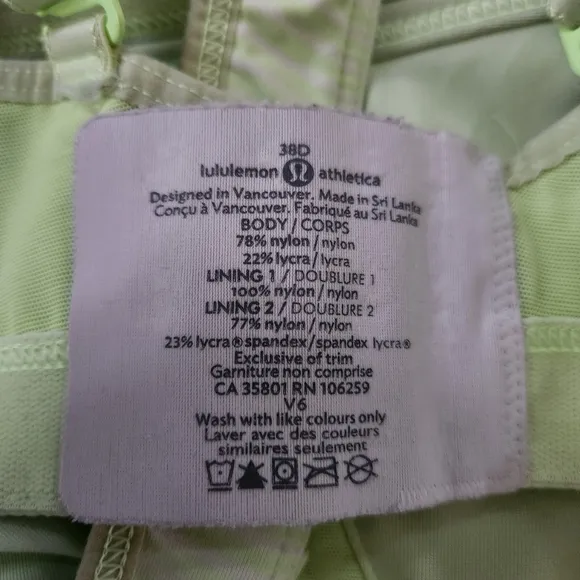 38D
lululemon athletica
Designed in Vancouver. Made in Sri Lanka
Conçu à Vancouver. Fabriqué au Sri Lanka
BODY / CORPS
78% nylon / nylon
22% lycra / lycra
LINING 1 / DOUBLURE 1
100% nylon / nylon
LINING 2 / DOUBLURE 2
77% nylon / nylon
23% lycra® spandex / spandex lycra®
Exclusive of trim
Garniture non comprise
CA 35801 RN 106259
V6
Wash with like colours only
Laver avec des couleurs
similaires seulement